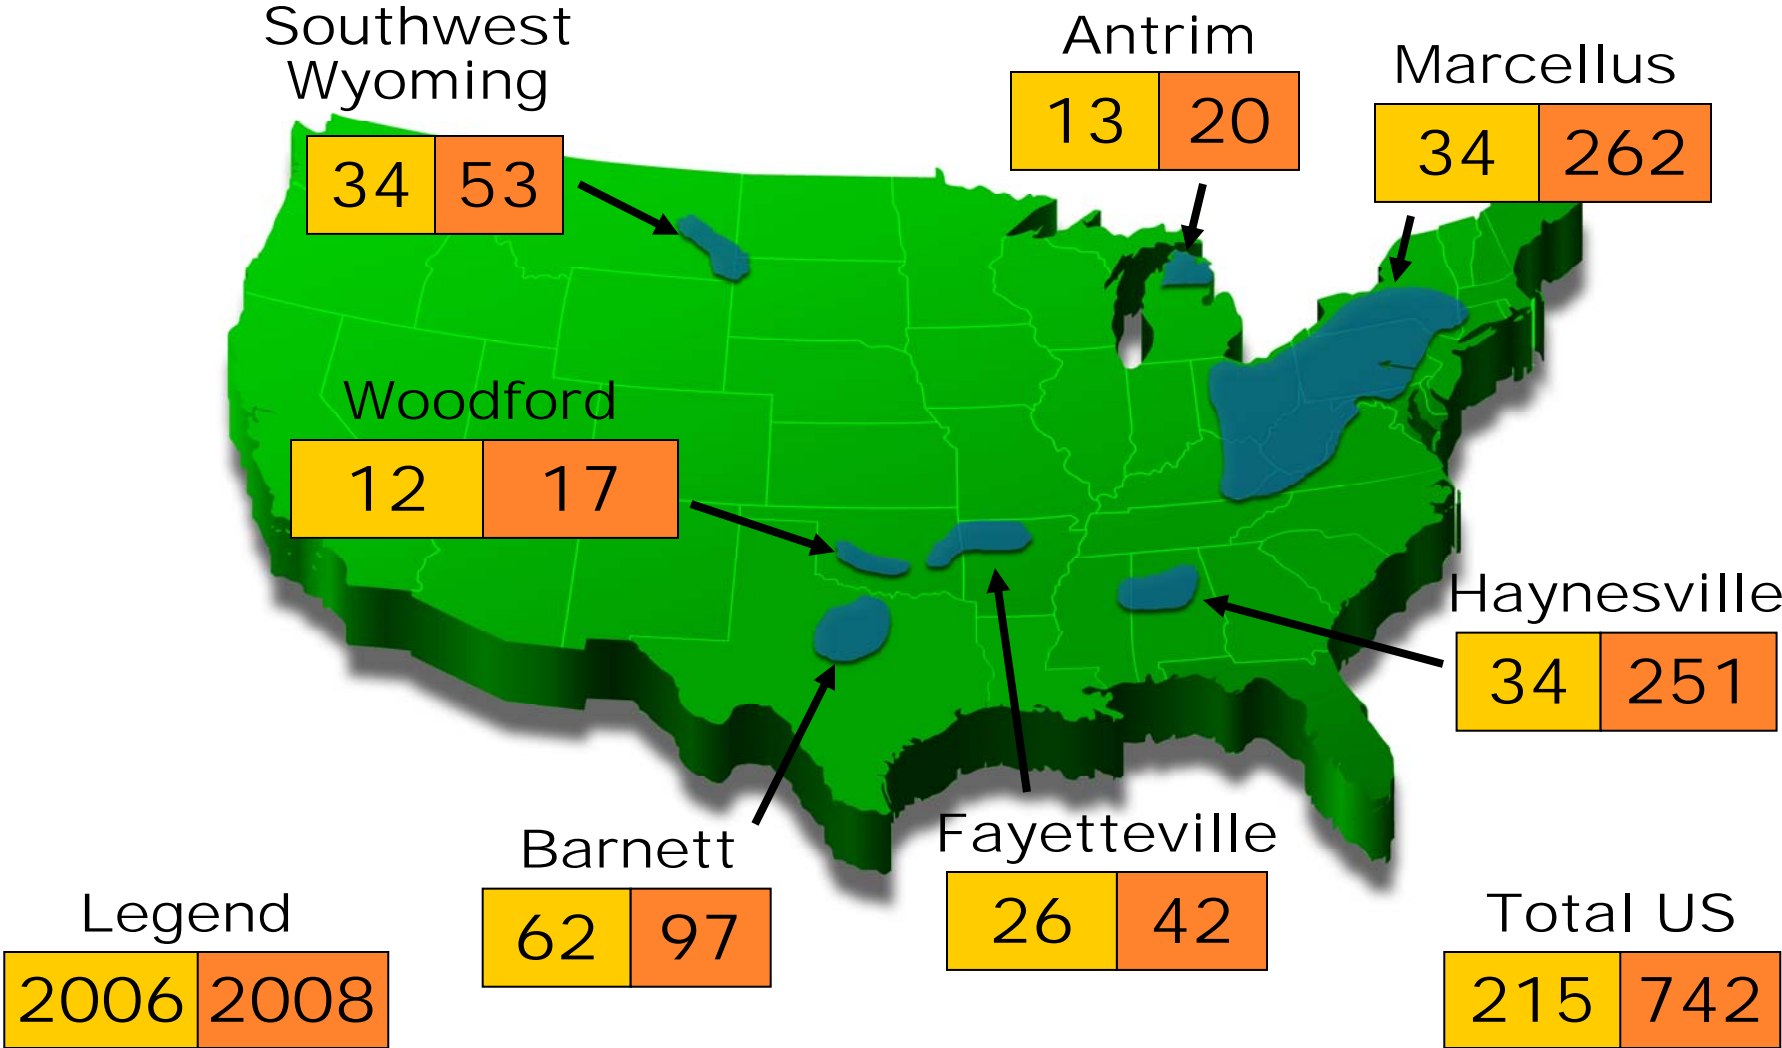 Southwest
Wyoming
34 53
Antrim
13 20
Marcellus
34 262
Woodford
12 17
Haynesville
34 251
Barnett
62 97
Fayetteville
26 42
Legend
2006 2008
Total US
215 742